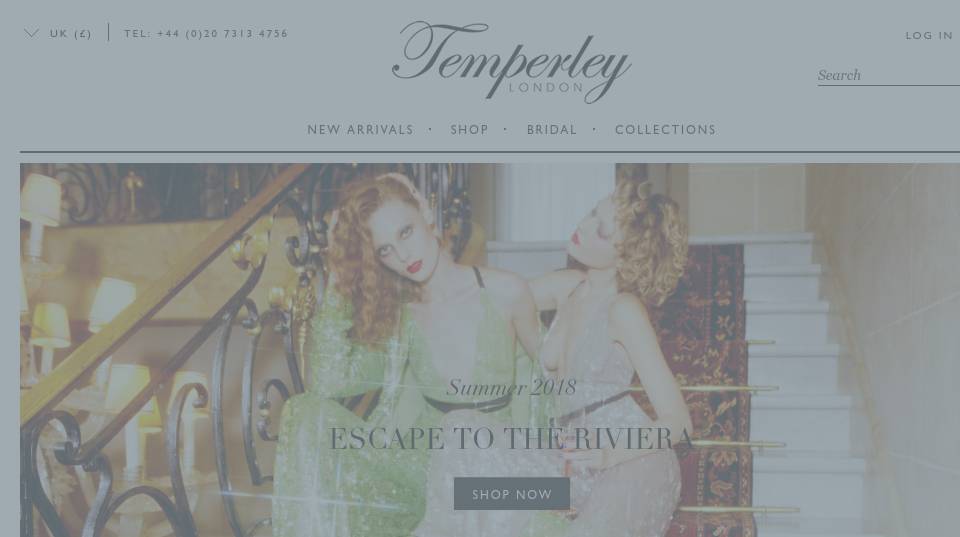 UK (£)
TEL: +44 (0)20 7313 4756
Temperley
LONDON
LOG IN
Search
NEW ARRIVALS · SHOP · BRIDAL · COLLECTIONS
Summer 2018
ESCAPE TO THE RIVIERA
SHOP NOW